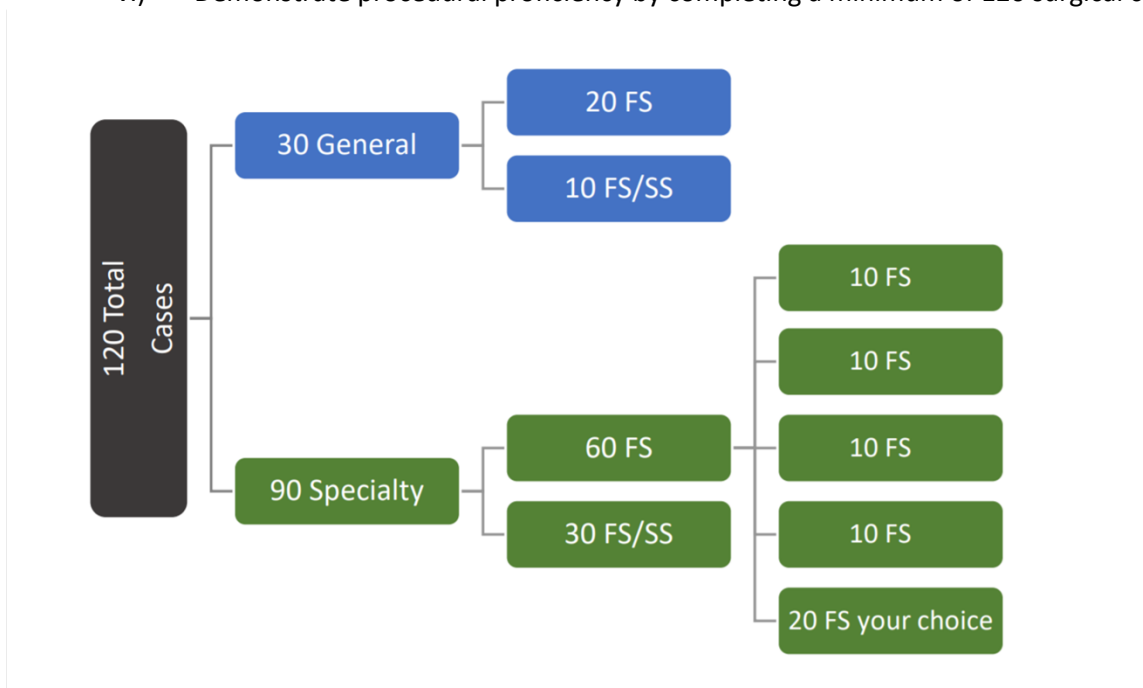 Demonstrate procedural proficiency by completing a minimum of 120 surgical
120 Total
Cases
30 General
20 FS
10 FS/SS
90 Specialty
60 FS
30 FS/SS
10 FS
10 FS
10 FS
10 FS
20 FS your choice